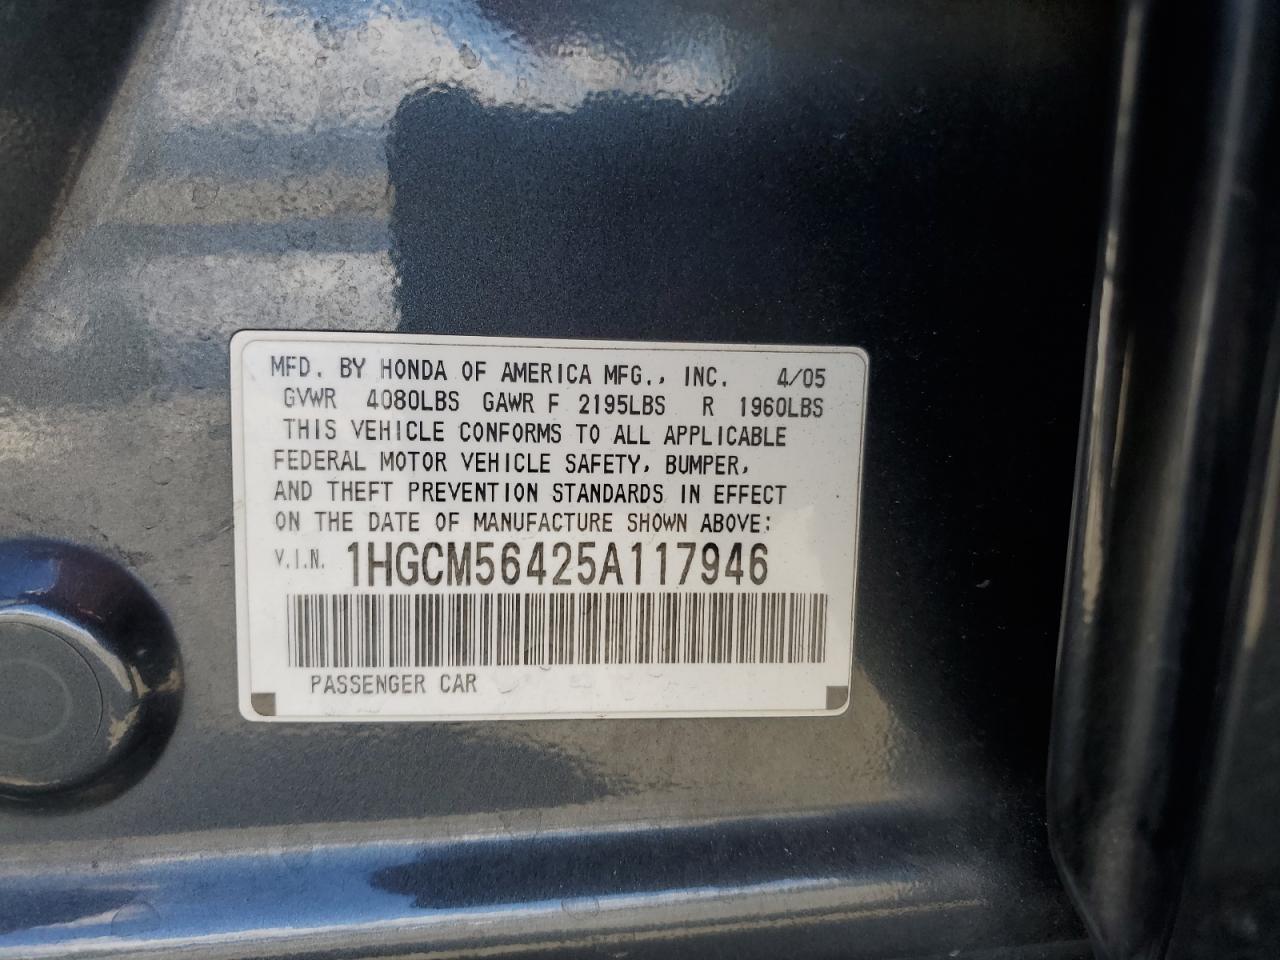 MFD. BY HONDA OF AMERICA MFG., INC. 4/05
GVWR 4080LBS GAWR F 2195LBS R 1960LBS
THIS VEHICLE CONFORMS TO ALL APPLICABLE
FEDERAL MOTOR VEHICLE SAFETY, BUMPER,
AND THEFT PREVENTION STANDARDS IN EFFECT
ON THE DATE OF MANUFACTURE SHOWN ABOVE:
V.I.N. 1HGCM56425A117946
PASSENGER CAR